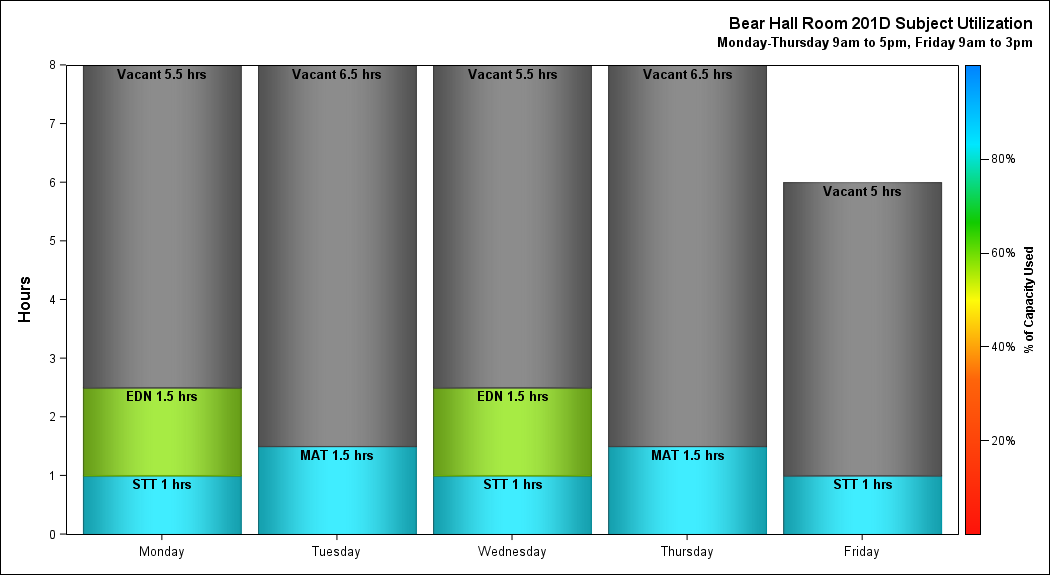 Bear Hall Room 201D Subject Utilization
Monday-Thursday 9am to 5pm, Friday 9am to 3pm
8
7
6
5
4
3
2
1
0
Hours
Vacant 5.5 hrs
EDN 1.5 hrs
STT 1 hrs
Vacant 6.5 hrs
MAT 1.5 hrs
Vacant 5.5 hrs
EDN 1.5 hrs
STT 1 hrs
Vacant 6.5 hrs
MAT 1.5 hrs
Vacant 5 hrs
STT 1 hrs
Monday
Tuesday
Wednesday
Thursday
Friday
80%
60%
40%
20%
% of Capacity Used